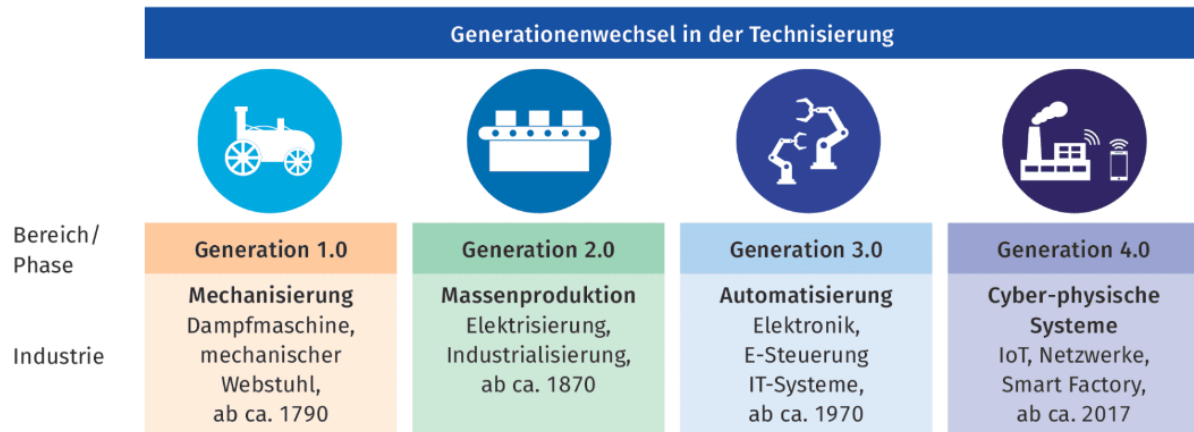 Generationenwechsel in der Technisierung
Bereich/
Phase
Generation 1.0
Generation 2.0
Generation 3.0
Generation 4.0
Industrie
Mechanisierung
Dampfmaschine,
mechanischer
Webstuhl,
ab ca. 1790
Massenproduktion
Elektrisierung,
Industrialisierung,
ab ca. 1870
Automatisierung
Elektronik,
E-Steuerung
IT-Systeme,
ab ca. 1970
Cyber-physische
Systeme
IoT, Netzwerke,
Smart Factory,
ab ca. 2017